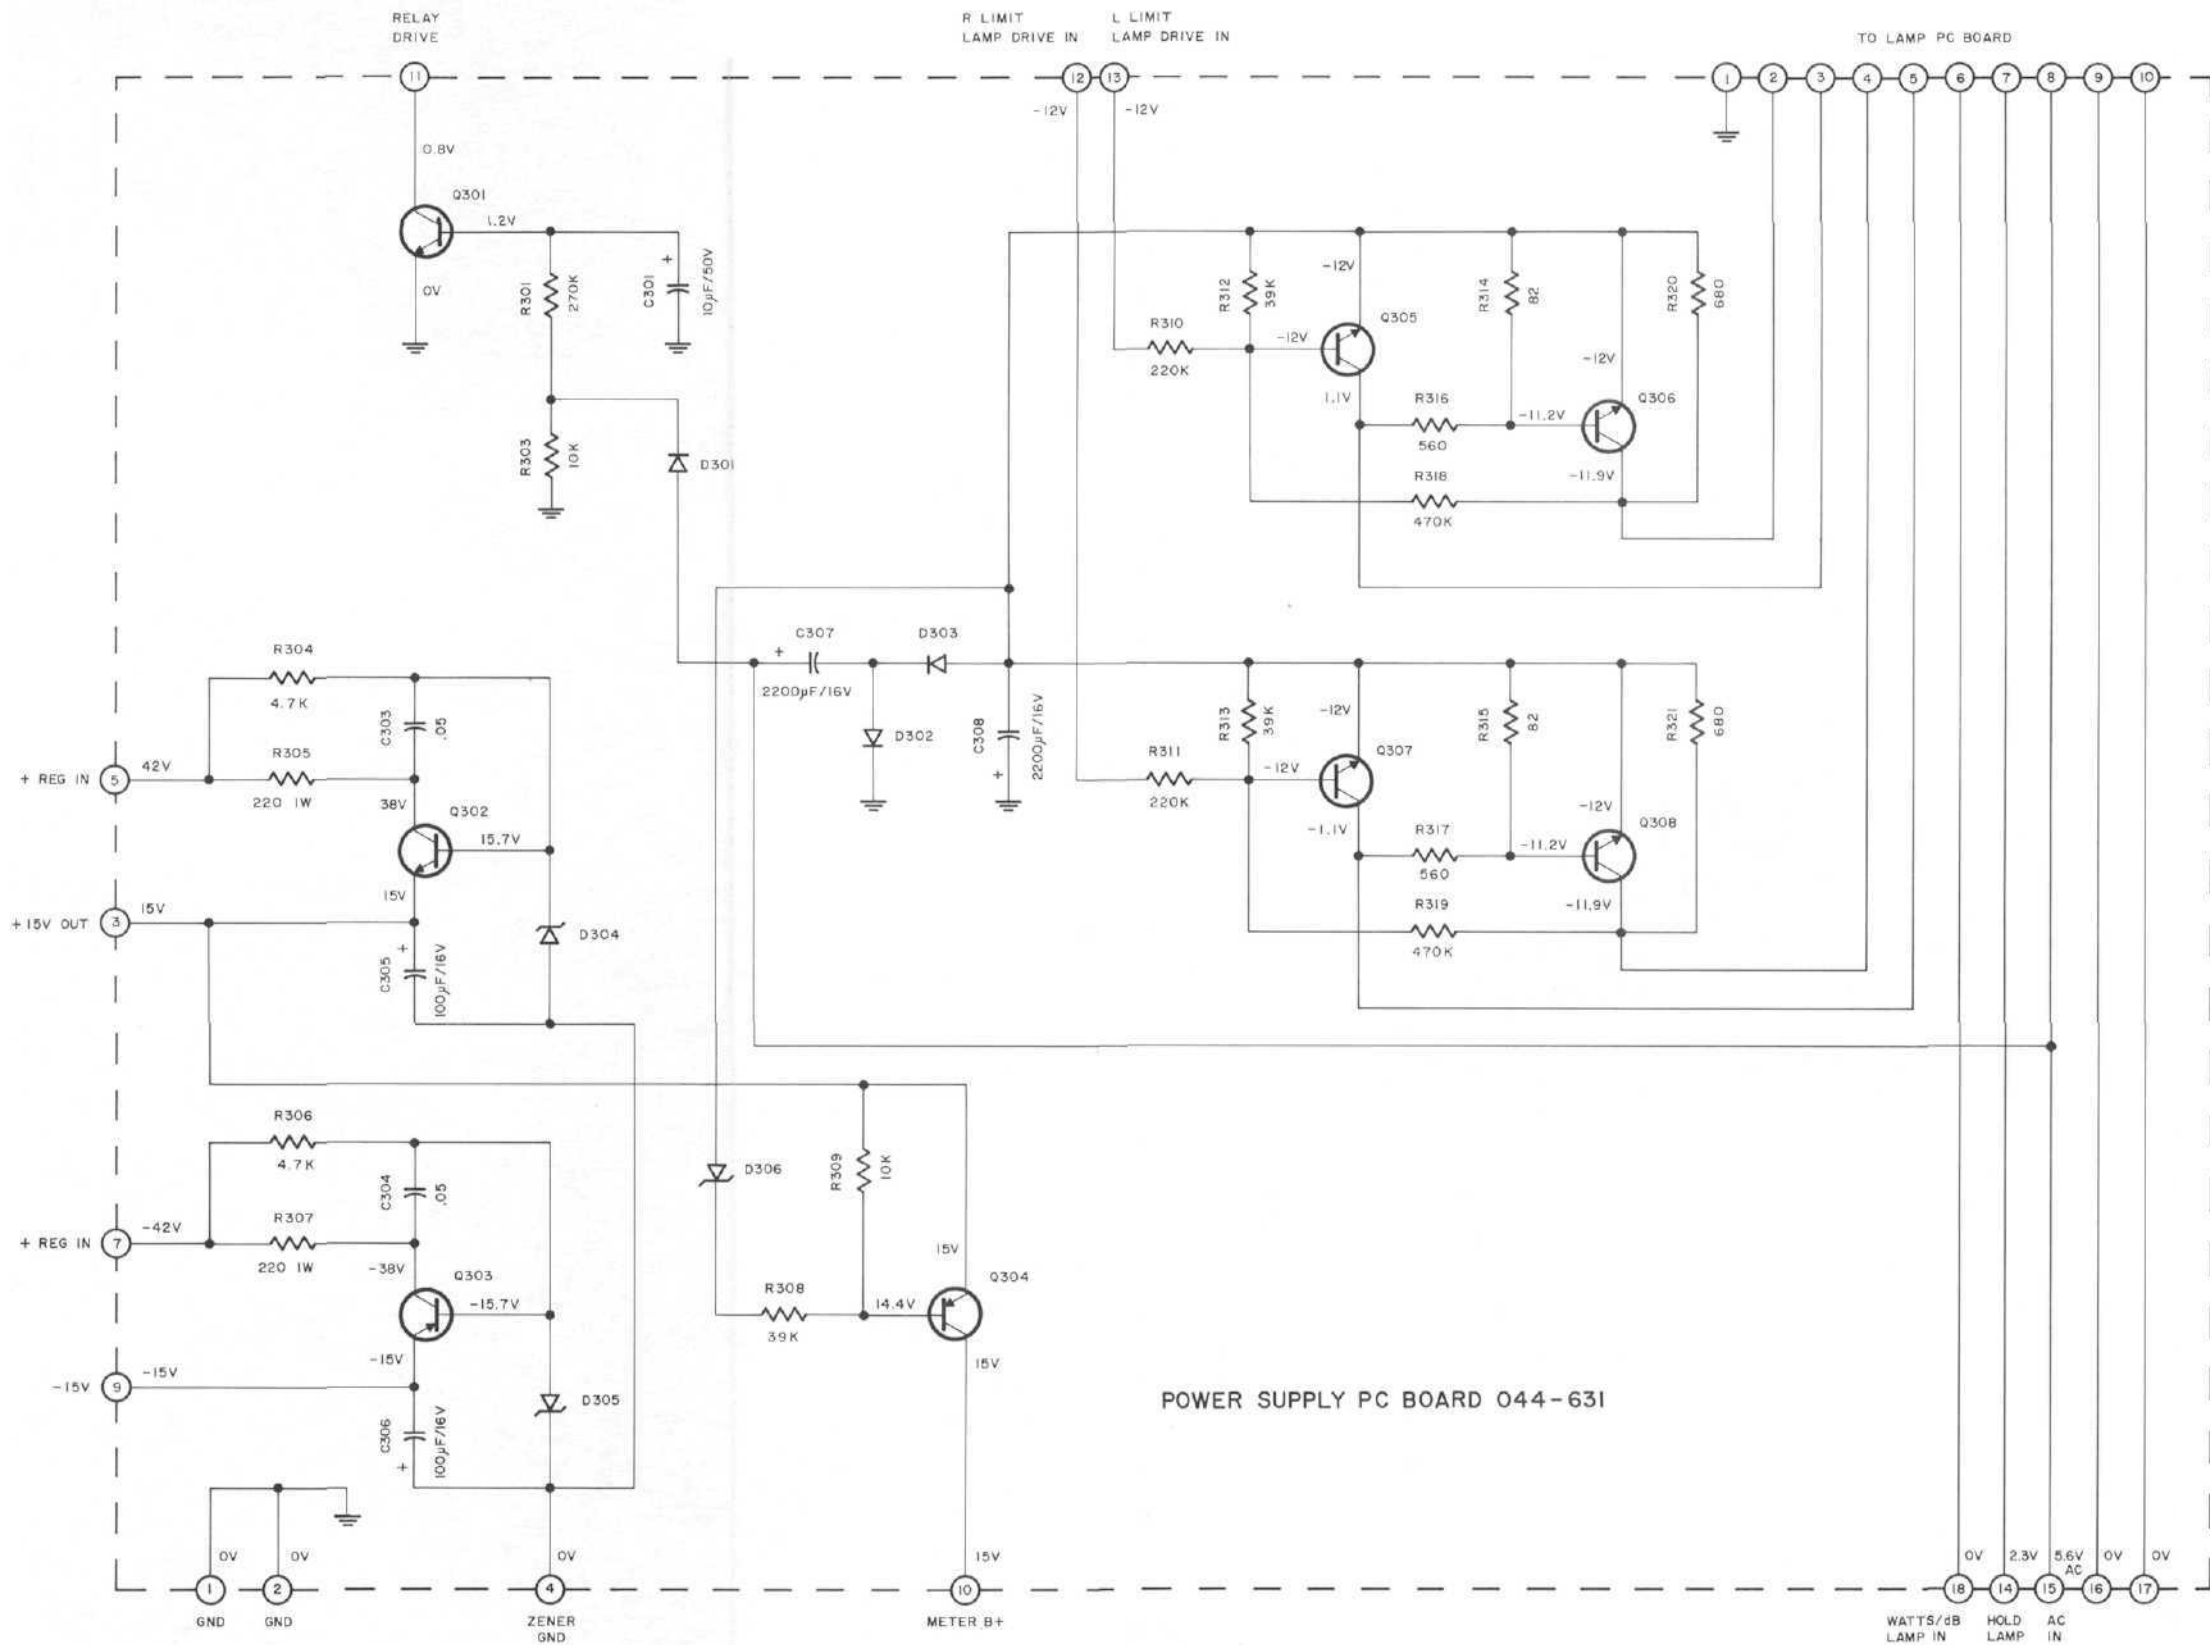 RELAY
DRIVE
R LIMIT
LAMP DRIVE IN
L LIMIT
LAMP DRIVE IN
TO LAMP PC BOARD
11
12
13
1
2
3
4
5
6
7
8
9
10
-12V
-12V
0.8V
Q301
1.2V
0V
R301
270K
C301
+
10µF/50V
R303
10K
D301
R312
39K
-12V
Q305
R310
220K
-12V
1.1V
R314
82
R316
560
-12V
Q306
-11.2V
R318
470K
-11.9V
R320
680
C307
+
2200µF/16V
D303
D302
C308
+
2200µF/16V
R313
39K
-12V
Q307
R311
220K
-12V
-1.1V
R315
82
R317
560
-12V
Q308
-11.2V
R319
470K
-11.9V
R321
680
R304
4.7K
C303
.05
R305
220 1W
+ REG IN
5
42V
38V
Q302
15.7V
15V
+15V OUT
3
15V
C305
+
100µF/16V
D304
R306
4.7K
C304
.05
R307
220 1W
+ REG IN
7
-42V
-38V
Q303
-15.7V
-15V
-15V
9
-15V
C306
+
100µF/16V
D305
D306
R309
10K
R308
39K
14.4V
15V
Q304
15V
POWER SUPPLY PC BOARD 044-631
0V
0V
0V
15V
0V
2.3V
5.6V
AC
0V
0V
1
2
4
10
18
14
15
16
17
GND
GND
ZENER
GND
METER B+
WATTS/dB
LAMP IN
HOLD
LAMP
AC
IN